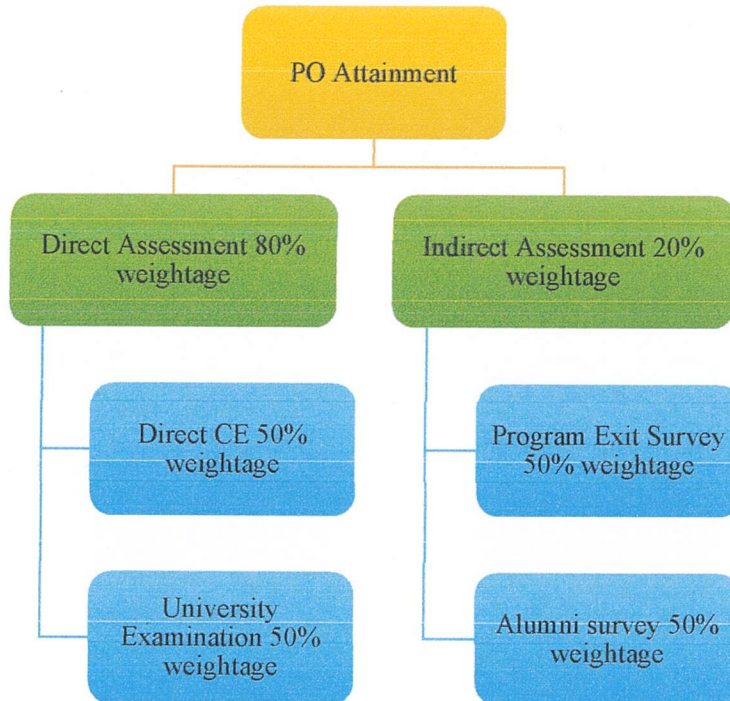 PO Attainment
Direct Assessment 80%
weightage
Indirect Assessment 20%
weightage
Direct CE 50%
weightage
Program Exit Survey
50% weightage
University
Examination 50%
weightage
Alumni survey 50%
weightage